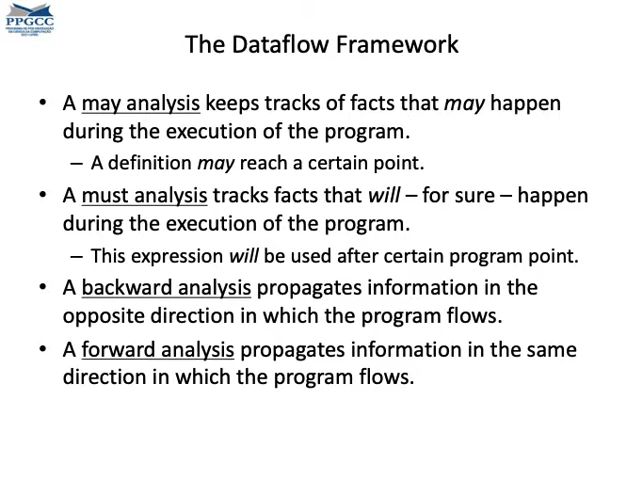 PPGCC
The Dataflow Framework
• A may analysis keeps tracks of facts that may happen
during the execution of the program.
– A definition may reach a certain point.
• A must analysis tracks facts that will – for sure – happen
during the execution of the program.
– This expression will be used after certain program point.
• A backward analysis propagates information in the
opposite direction in which the program flows.
• A forward analysis propagates information in the same
direction in which the program flows.